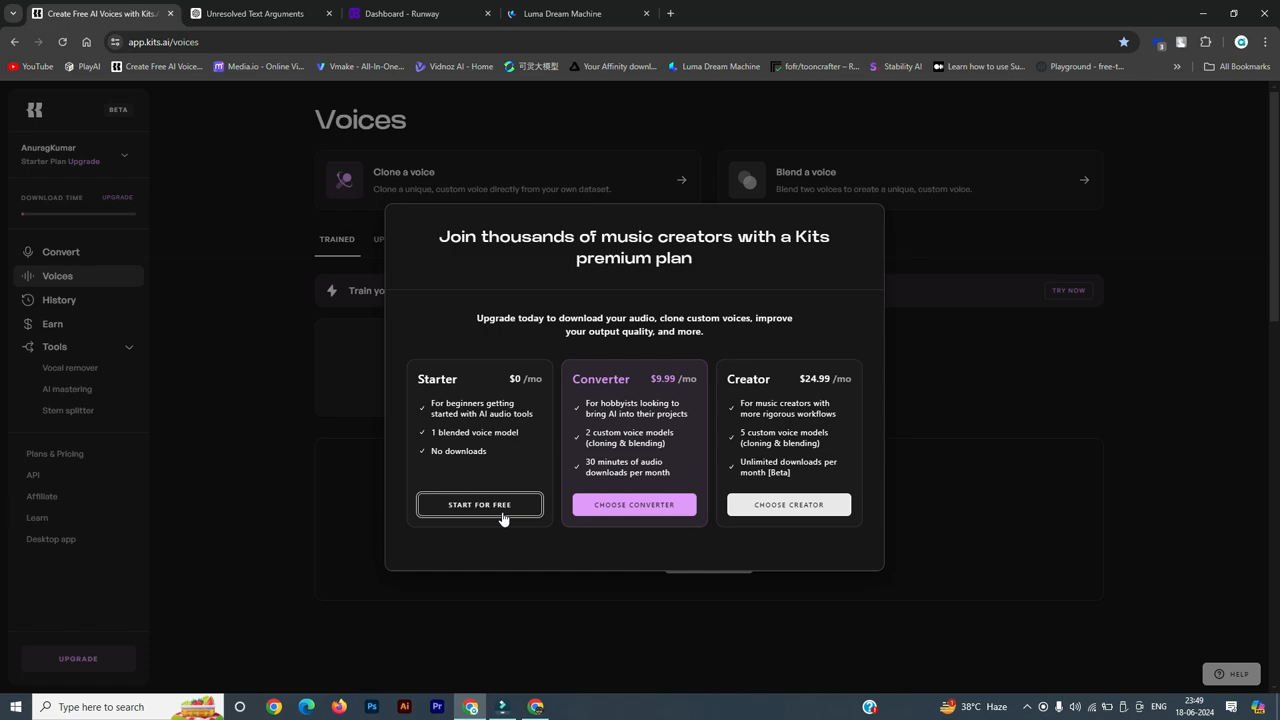 Create Free AI Voices with Kits.
Unresolved Text Arguments
Dashboard - Runway
Luma Dream Machine
app.kits.ai/voices
YouTube
PlayAI
Create Free AI Voice...
Media.io - Online Vi...
Vmake - All-In-One...
Vidnoz AI - Home
可灵大模型
Your Affinity downl...
Luma Dream Machine
fofr/tooncrafter – R...
Stability AI
Learn how to use Su...
Playground - free-t...
All Bookmarks
BETA
AnuragKumar
Starter Plan Upgrade
DOWNLOAD TIME UPGRADE
Convert
Voices
History
Earn
Tools
Vocal remover
AI mastering
Stem splitter
Plans & Pricing
API
Affiliate
Learn
Desktop app
UPGRADE
Voices
Clone a voice
Clone a unique, custom voice directly from your own dataset.
Blend a voice
Blend two voices to create a unique, custom voice.
TRAINED
UP
Train yo
TRY NOW
Join thousands of music creators with a Kits
premium plan
Upgrade today to download your audio, clone custom voices, improve
your output quality, and more.
Starter $0 /mo
For beginners getting
started with AI audio tools
1 blended voice model
No downloads
START FOR FREE
Converter $9.99 /mo
For hobbyists looking to
bring AI into their projects
2 custom voice models
(cloning & blending)
30 minutes of audio
downloads per month
CHOOSE CONVERTER
Creator $24.99 /mo
For music creators with
more rigorous workflows
5 custom voice models
(cloning & blending)
Unlimited downloads per
month [Beta]
CHOOSE CREATOR
HELP
Type here to search
38°C Haze
ENG
23:49
18-06-2024